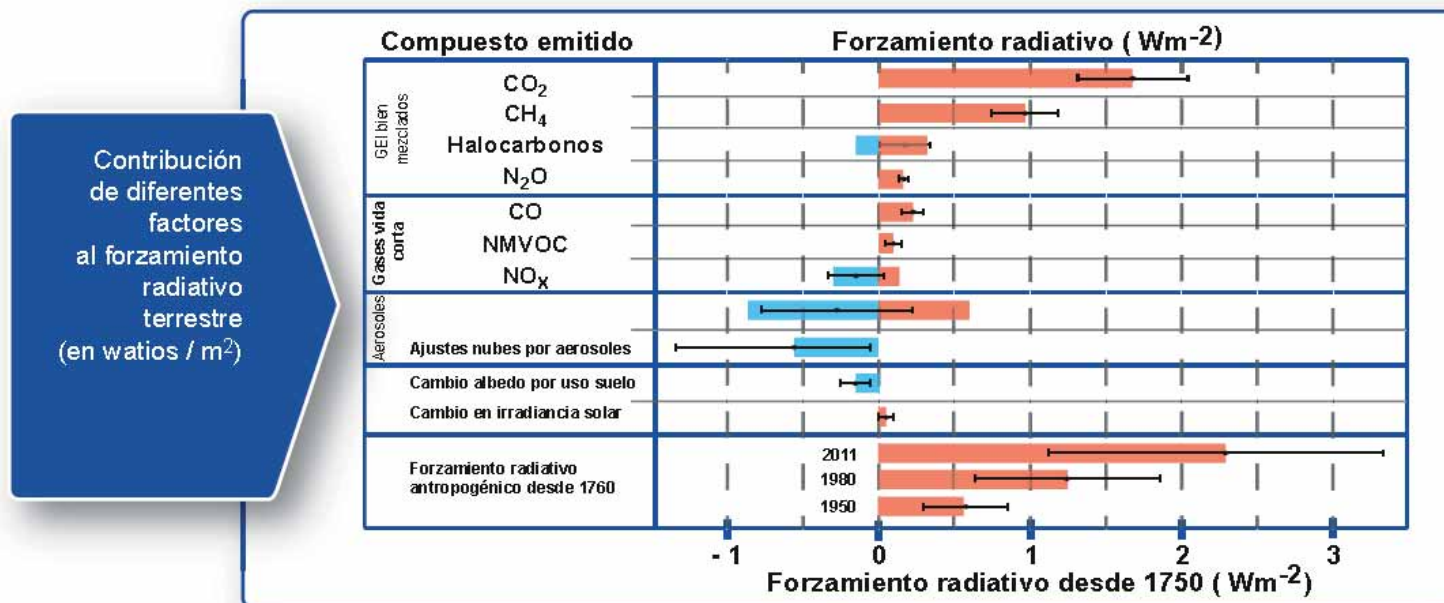 Contribución
de diferentes
factores
al forzamiento
radiativo
terrestre
(en watios / m²)
Compuesto emitido
Forzamiento radiativo ( Wm⁻²)
GEI bien
mezclados
CO₂
CH₄
Halocarbonos
N₂O
Gases vida
corta
CO
NMVOC
NOₓ
Aerosoles
Ajustes nubes por aerosoles
Cambio albedo por uso suelo
Cambio en irradiancia solar
Forzamiento radiativo
antropogénico desde 1760
2011
1980
1950
- 1 0 1 2 3
Forzamiento radiativo desde 1750 ( Wm⁻²)